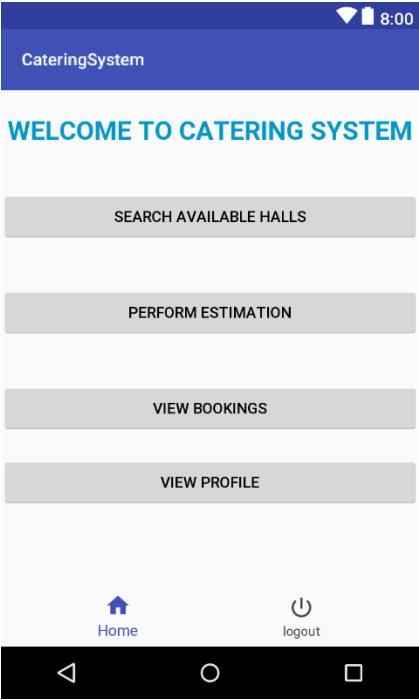 8:00
CateringSystem
WELCOME TO CATERING SYSTEM
SEARCH AVAILABLE HALLS
PERFORM ESTIMATION
VIEW BOOKINGS
VIEW PROFILE
Home
logout